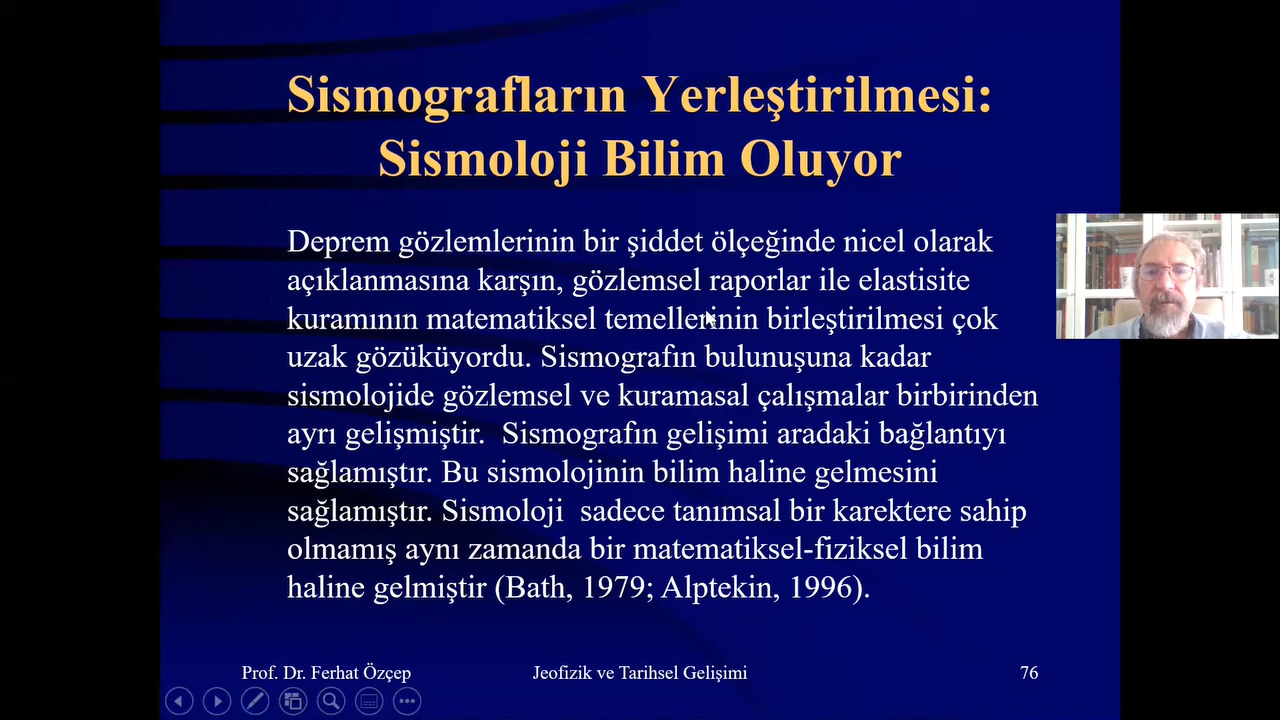 Sismografların Yerleştirilmesi:
Sismoloji Bilim Oluyor
Deprem gözlemlerinin bir şiddet ölçeğinde nicel olarak
açıklanmasına karşın, gözlemsel raporlar ile elastisite
kuramının matematiksel temellerinin birleştirilmesi çok
uzak gözüküyordu. Sismografın bulunuşuna kadar
sismolojide gözlemsel ve kuramasal çalışmalar birbirinden
ayrı gelişmiştir.  Sismografın gelişimi aradaki bağlantıyı
sağlamıştır. Bu sismolojinin bilim haline gelmesini
sağlamıştır. Sismoloji  sadece tanımsal bir karektere sahip
olmamış aynı zamanda bir matematiksel-fiziksel bilim
haline gelmiştir (Bath, 1979; Alptekin, 1996).
Prof. Dr. Ferhat Özçep
Jeofizik ve Tarihsel Gelişimi
76